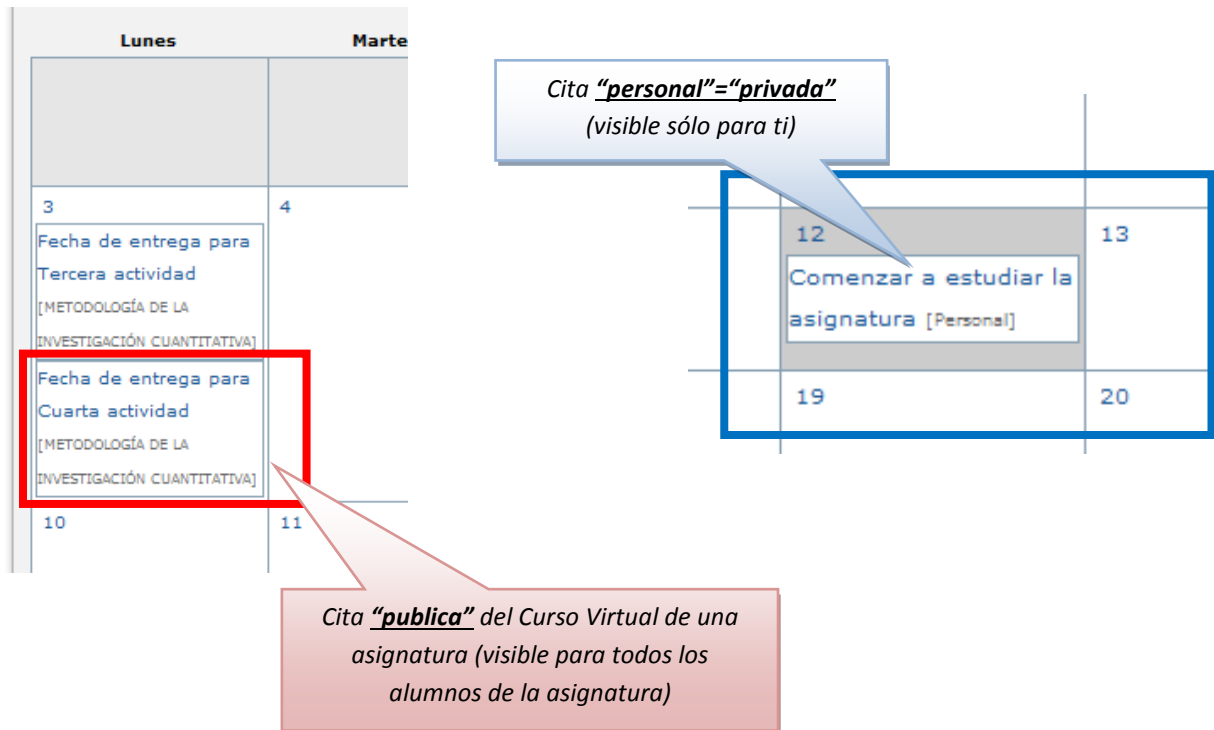 Lunes
Marte
3
4
Fecha de entrega para
Tercera actividad
[METODOLOGÍA DE LA
INVESTIGACIÓN CUANTITATIVA]
Fecha de entrega para
Cuarta actividad
[METODOLOGÍA DE LA
INVESTIGACIÓN CUANTITATIVA]
10
11
Cita “publica” del Curso Virtual de una
asignatura (visible para todos los
alumnos de la asignatura)
Cita “personal”=“privada”
(visible sólo para ti)
12
13
Comenzar a estudiar la
asignatura [Personal]
19
20